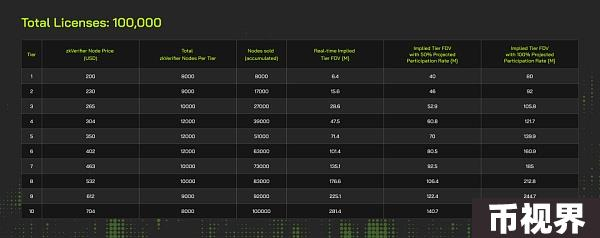 Total Licenses: 100,000
Tier zkVerifier Node Price (USD) Total zkVerifier Nodes Per Tier Nodes sold (accumulated) Real-time Implied Tier FDV (M) Implied Tier FDV with 50% Projected Participation Rate (M) Implied Tier FDV with 100% Projected Participation Rate (M)
1 200 8000 8000 6.4 40 80
2 230 9000 17000 15.6 46 92
3 265 10000 27000 28.6 52.9 105.8
4 304 12000 39000 47.5 60.8 121.7
5 350 12000 51000 71.4 70 139.9
6 402 12000 63000 101.4 80.5 160.9
7 463 10000 73000 135.1 92.5 185
8 532 10000 83000 176.6 106.4 212.8
9 612 9000 92000 225.1 122.4 244.7
10 704 8000 100000 281.4 140.7
币视界